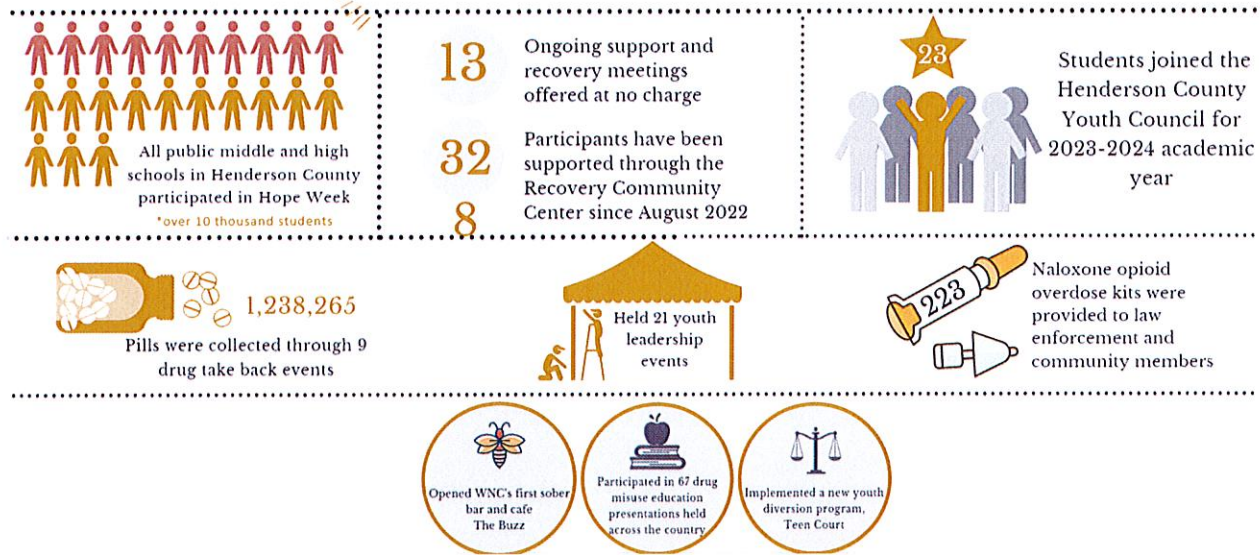 All public middle and high
schools in Henderson County
participated in Hope Week
*over 10 thousand students
13
Ongoing support and
recovery meetings
offered at no charge
32
8
Participants have been
supported through the
Recovery Community
Center since August 2022
23
Students joined the
Henderson County
Youth Council for
2023-2024 academic
year
1,238,265
Pills were collected through 9
drug take back events
Held 21 youth
leadership
events
223
Naloxone opioid
overdose kits were
provided to law
enforcement and
community members
Opened WNC's first sober
bar and cafe
The Buzz
Participated in 67 drug
misuse education
presentations held
across the country
Implemented a new youth
diversion program,
Teen Court